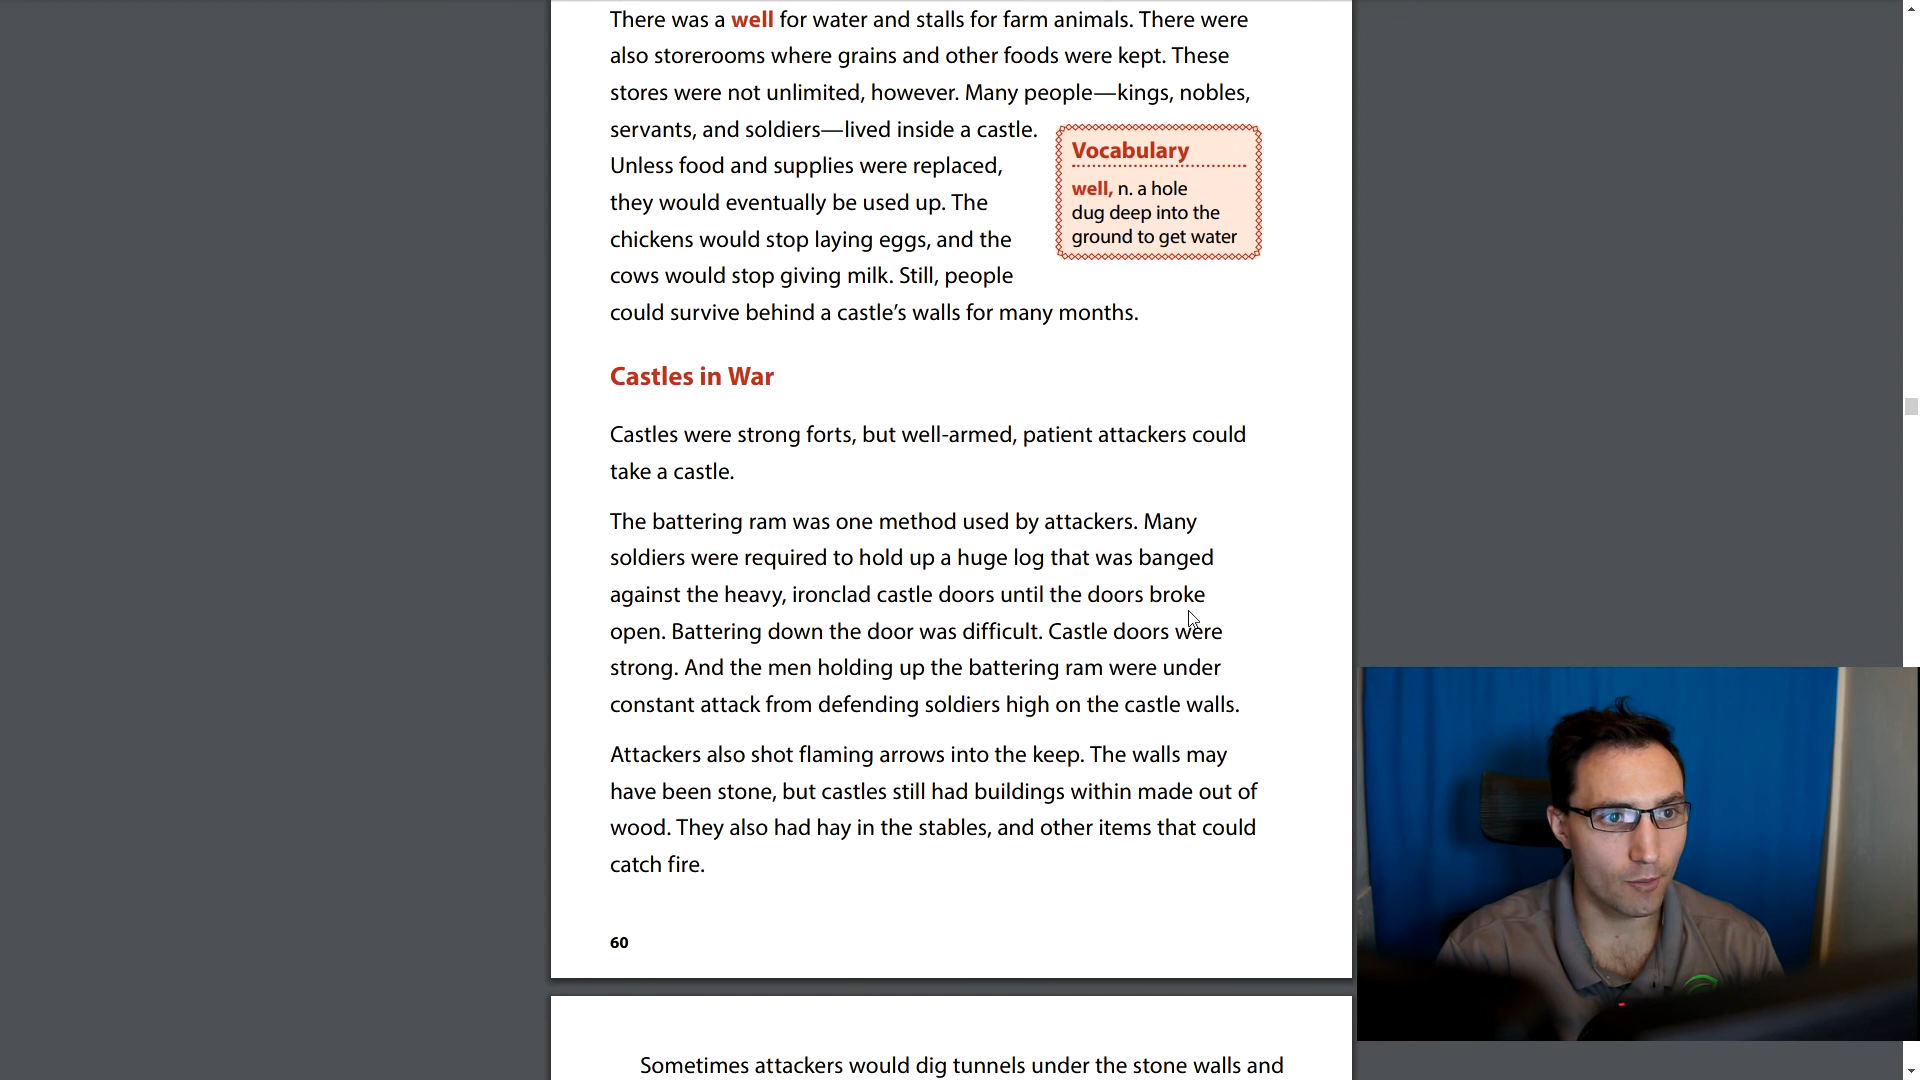 There was a well for water and stalls for farm animals. There were
also storerooms where grains and other foods were kept. These
stores were not unlimited, however. Many people—kings, nobles,
servants, and soldiers—lived inside a castle.
Unless food and supplies were replaced,
they would eventually be used up. The
chickens would stop laying eggs, and the
cows would stop giving milk. Still, people
could survive behind a castle’s walls for many months.
Vocabulary
well, n. a hole
dug deep into the
ground to get water
Castles in War
Castles were strong forts, but well-armed, patient attackers could
take a castle.
The battering ram was one method used by attackers. Many
soldiers were required to hold up a huge log that was banged
against the heavy, ironclad castle doors until the doors broke
open. Battering down the door was difficult. Castle doors were
strong. And the men holding up the battering ram were under
constant attack from defending soldiers high on the castle walls.
Attackers also shot flaming arrows into the keep. The walls may
have been stone, but castles still had buildings within made out of
wood. They also had hay in the stables, and other items that could
catch fire.
60
Sometimes attackers would dig tunnels under the stone walls and